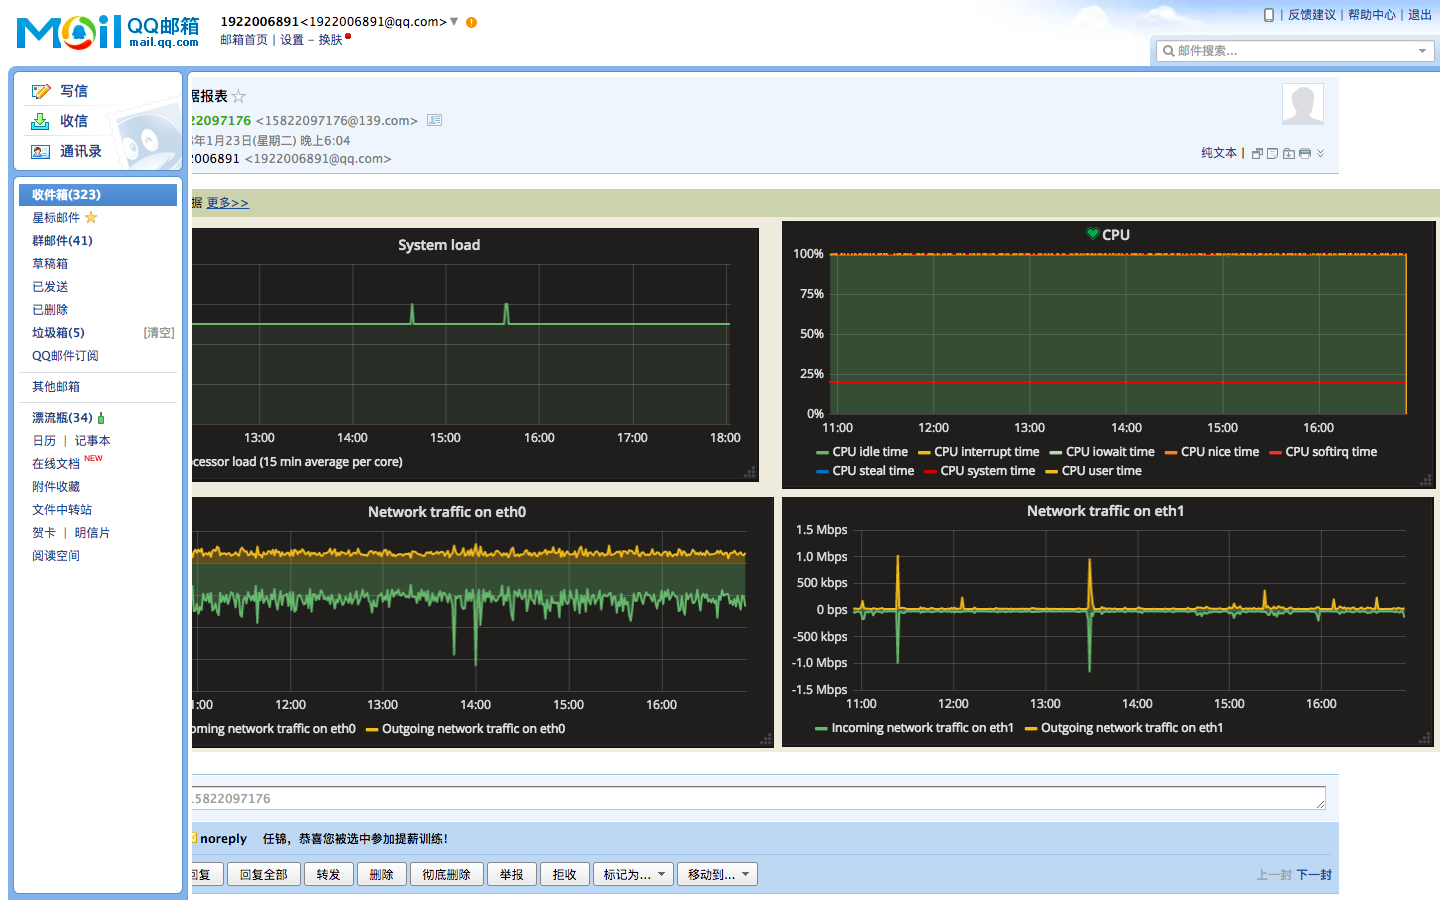 Mail QQ邮箱
mail.qq.com
1922006891<1922006891@qq.com>
邮箱首页 | 设置 - 换肤
反馈建议 | 帮助中心 | 退出
邮件搜索...
写信
收信
通讯录
收件箱(323)
星标邮件
群邮件(41)
草稿箱
已发送
已删除
垃圾箱(5) [清空]
QQ邮件订阅
其他邮箱
漂流瓶(34)
日历 | 记事本
在线文档 NEW
附件收藏
文件中转站
贺卡 | 明信片
阅读空间
据报表
22097176 <15822097176@139.com>
年1月23日(星期二) 晚上6:04
006891 <1922006891@qq.com>
纯文本 |
据 更多>>
System load
13:00 14:00 15:00 16:00 17:00 18:00
cessor load (15 min average per core)
CPU
100%
75%
50%
25%
0%
11:00 12:00 13:00 14:00 15:00 16:00
CPU idle time CPU interrupt time CPU iowait time CPU nice time CPU softirq time
CPU steal time CPU system time CPU user time
Network traffic on eth0
1:00 12:00 13:00 14:00 15:00 16:00
oming network traffic on eth0 Outgoing network traffic on eth0
Network traffic on eth1
1.5 Mbps
1.0 Mbps
500 kbps
0 bps
-500 kbps
-1.0 Mbps
-1.5 Mbps
11:00 12:00 13:00 14:00 15:00 16:00
Incoming network traffic on eth1 Outgoing network traffic on eth1
.5822097176
noreply 任锦，恭喜您被选中参加提薪训练！
回复 回复全部 转发 删除 彻底删除 举报 拒收 标记为... 移动到...
上一封 下一封